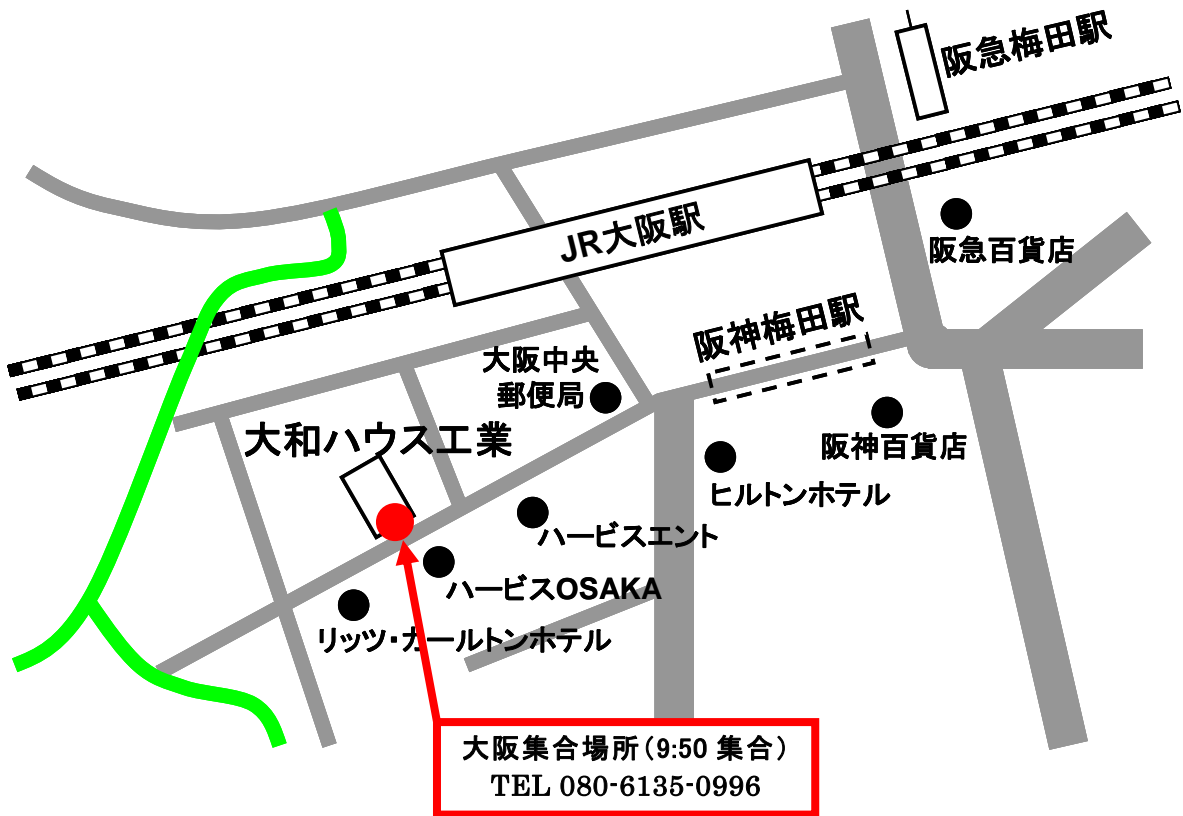 阪急梅田駅
JR大阪駅
阪急百貨店
阪神梅田駅
大阪中央
郵便局
大和ハウス工業
阪神百貨店
ヒルトンホテル
ハービスエント
ハービスOSAKA
リッツ・カールトンホテル
大阪集合場所(9:50 集合)
TEL 080-6135-0996